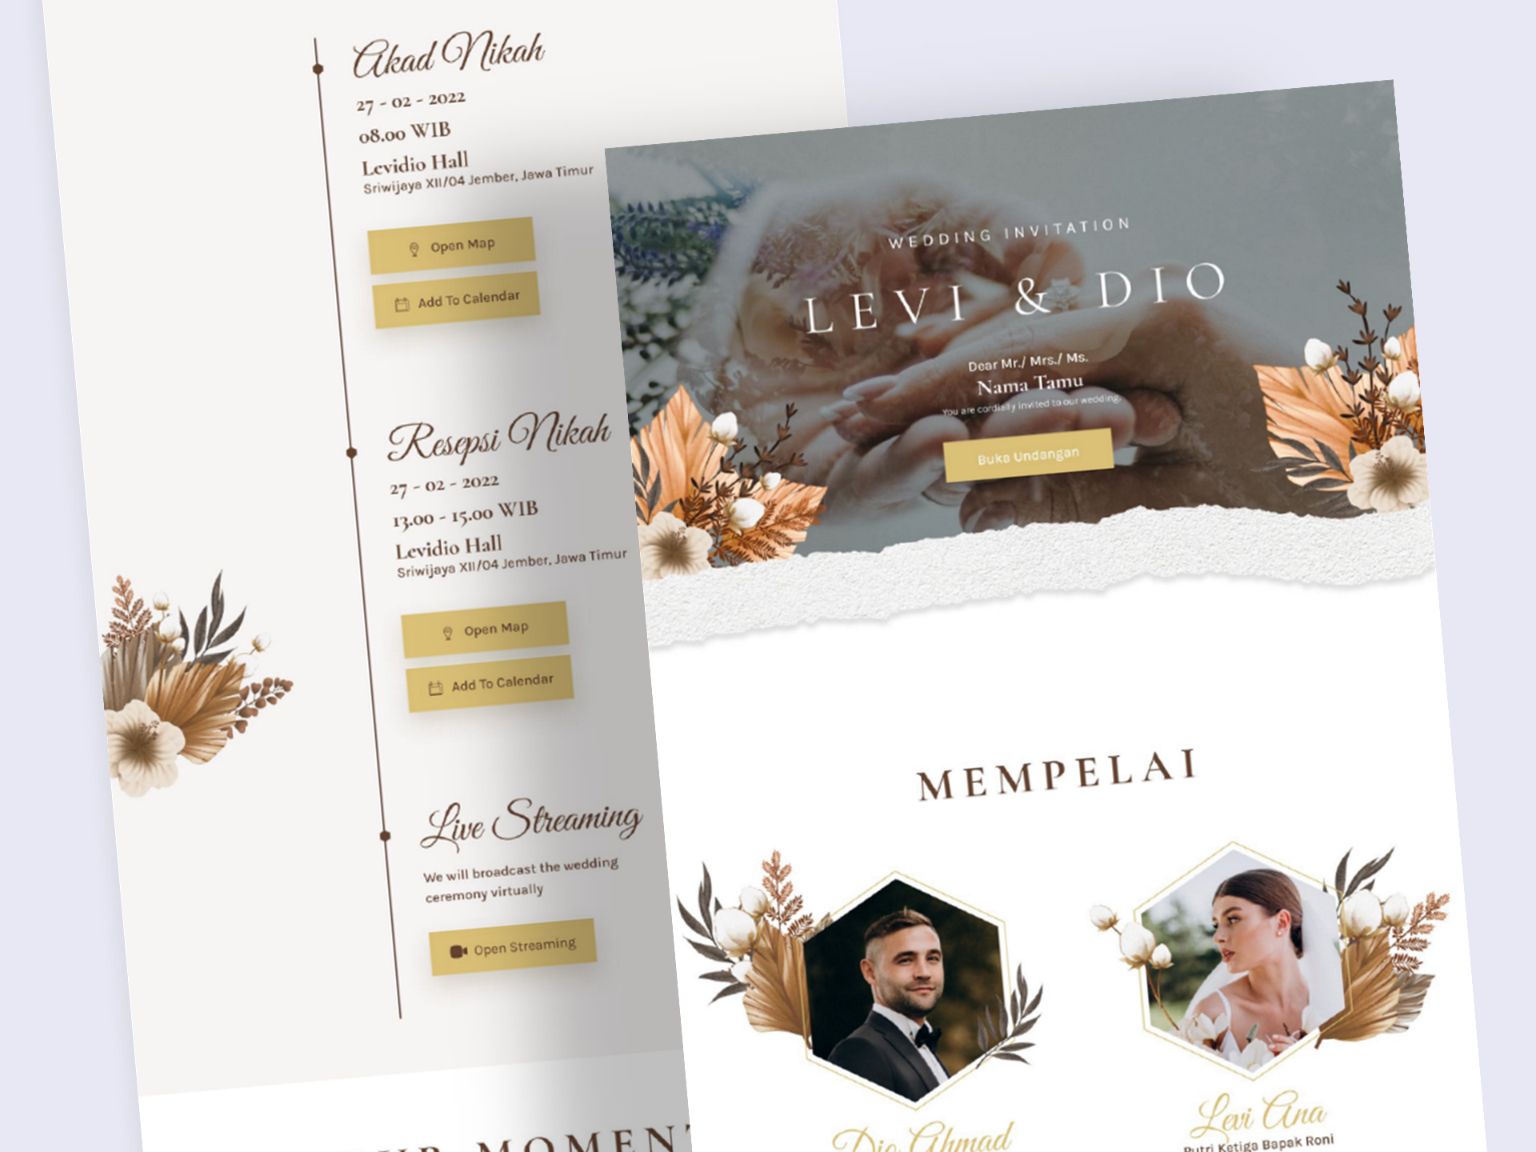 Akad Nikah
27 - 02 - 2022
08.00 WIB
Levidio Hall
Sriwijaya XII/04 Jember, Jawa Timur
Open Map
Add To Calendar
Resepsi Nikah
27 - 02 - 2022
13.00 - 15.00 WIB
Levidio Hall
Sriwijaya XII/04 Jember, Jawa Timur
Open Map
Add To Calendar
Live Streaming
We will broadcast the wedding
ceremony virtually
Open Streaming
MOMENT
WEDDING INVITATION
LEVI & DIO
Dear Mr./ Mrs./ Ms.
Nama Tamu
You are cordially invited to our wedding.
Buka Undangan
MEMPELAI
Dio Ahmad
Levi Ana
Putri Ketiga Bapak Roni